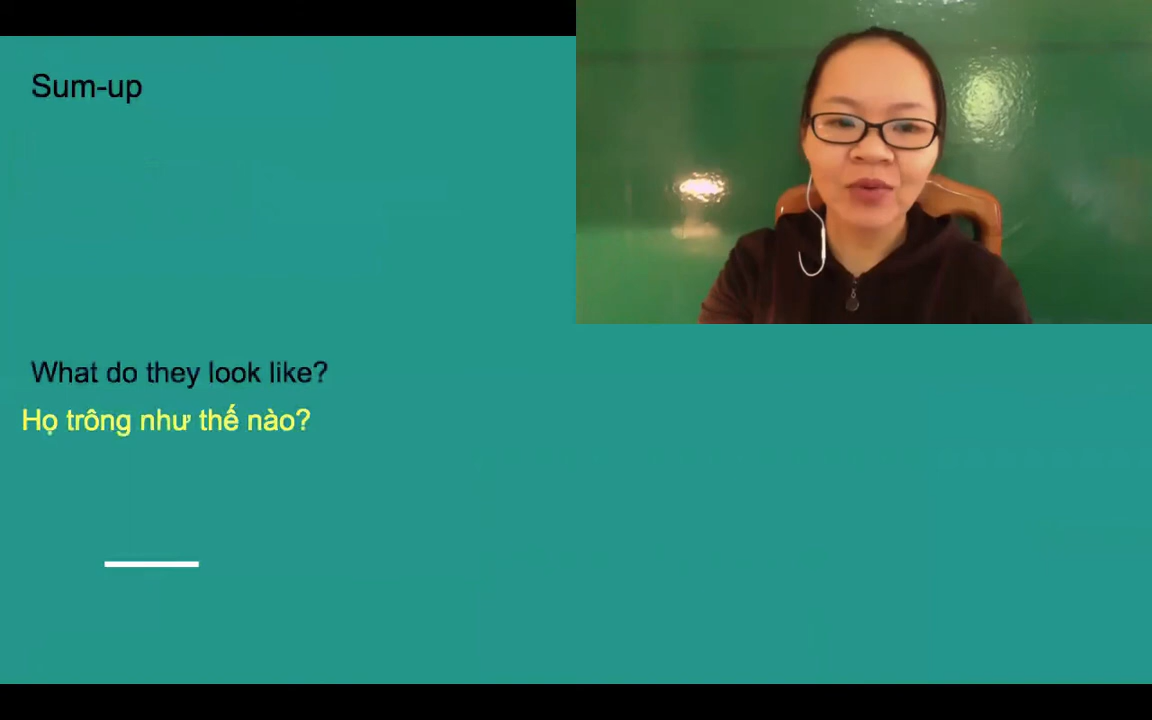 Sum-up
What do they look like?
Họ trông như thế nào?